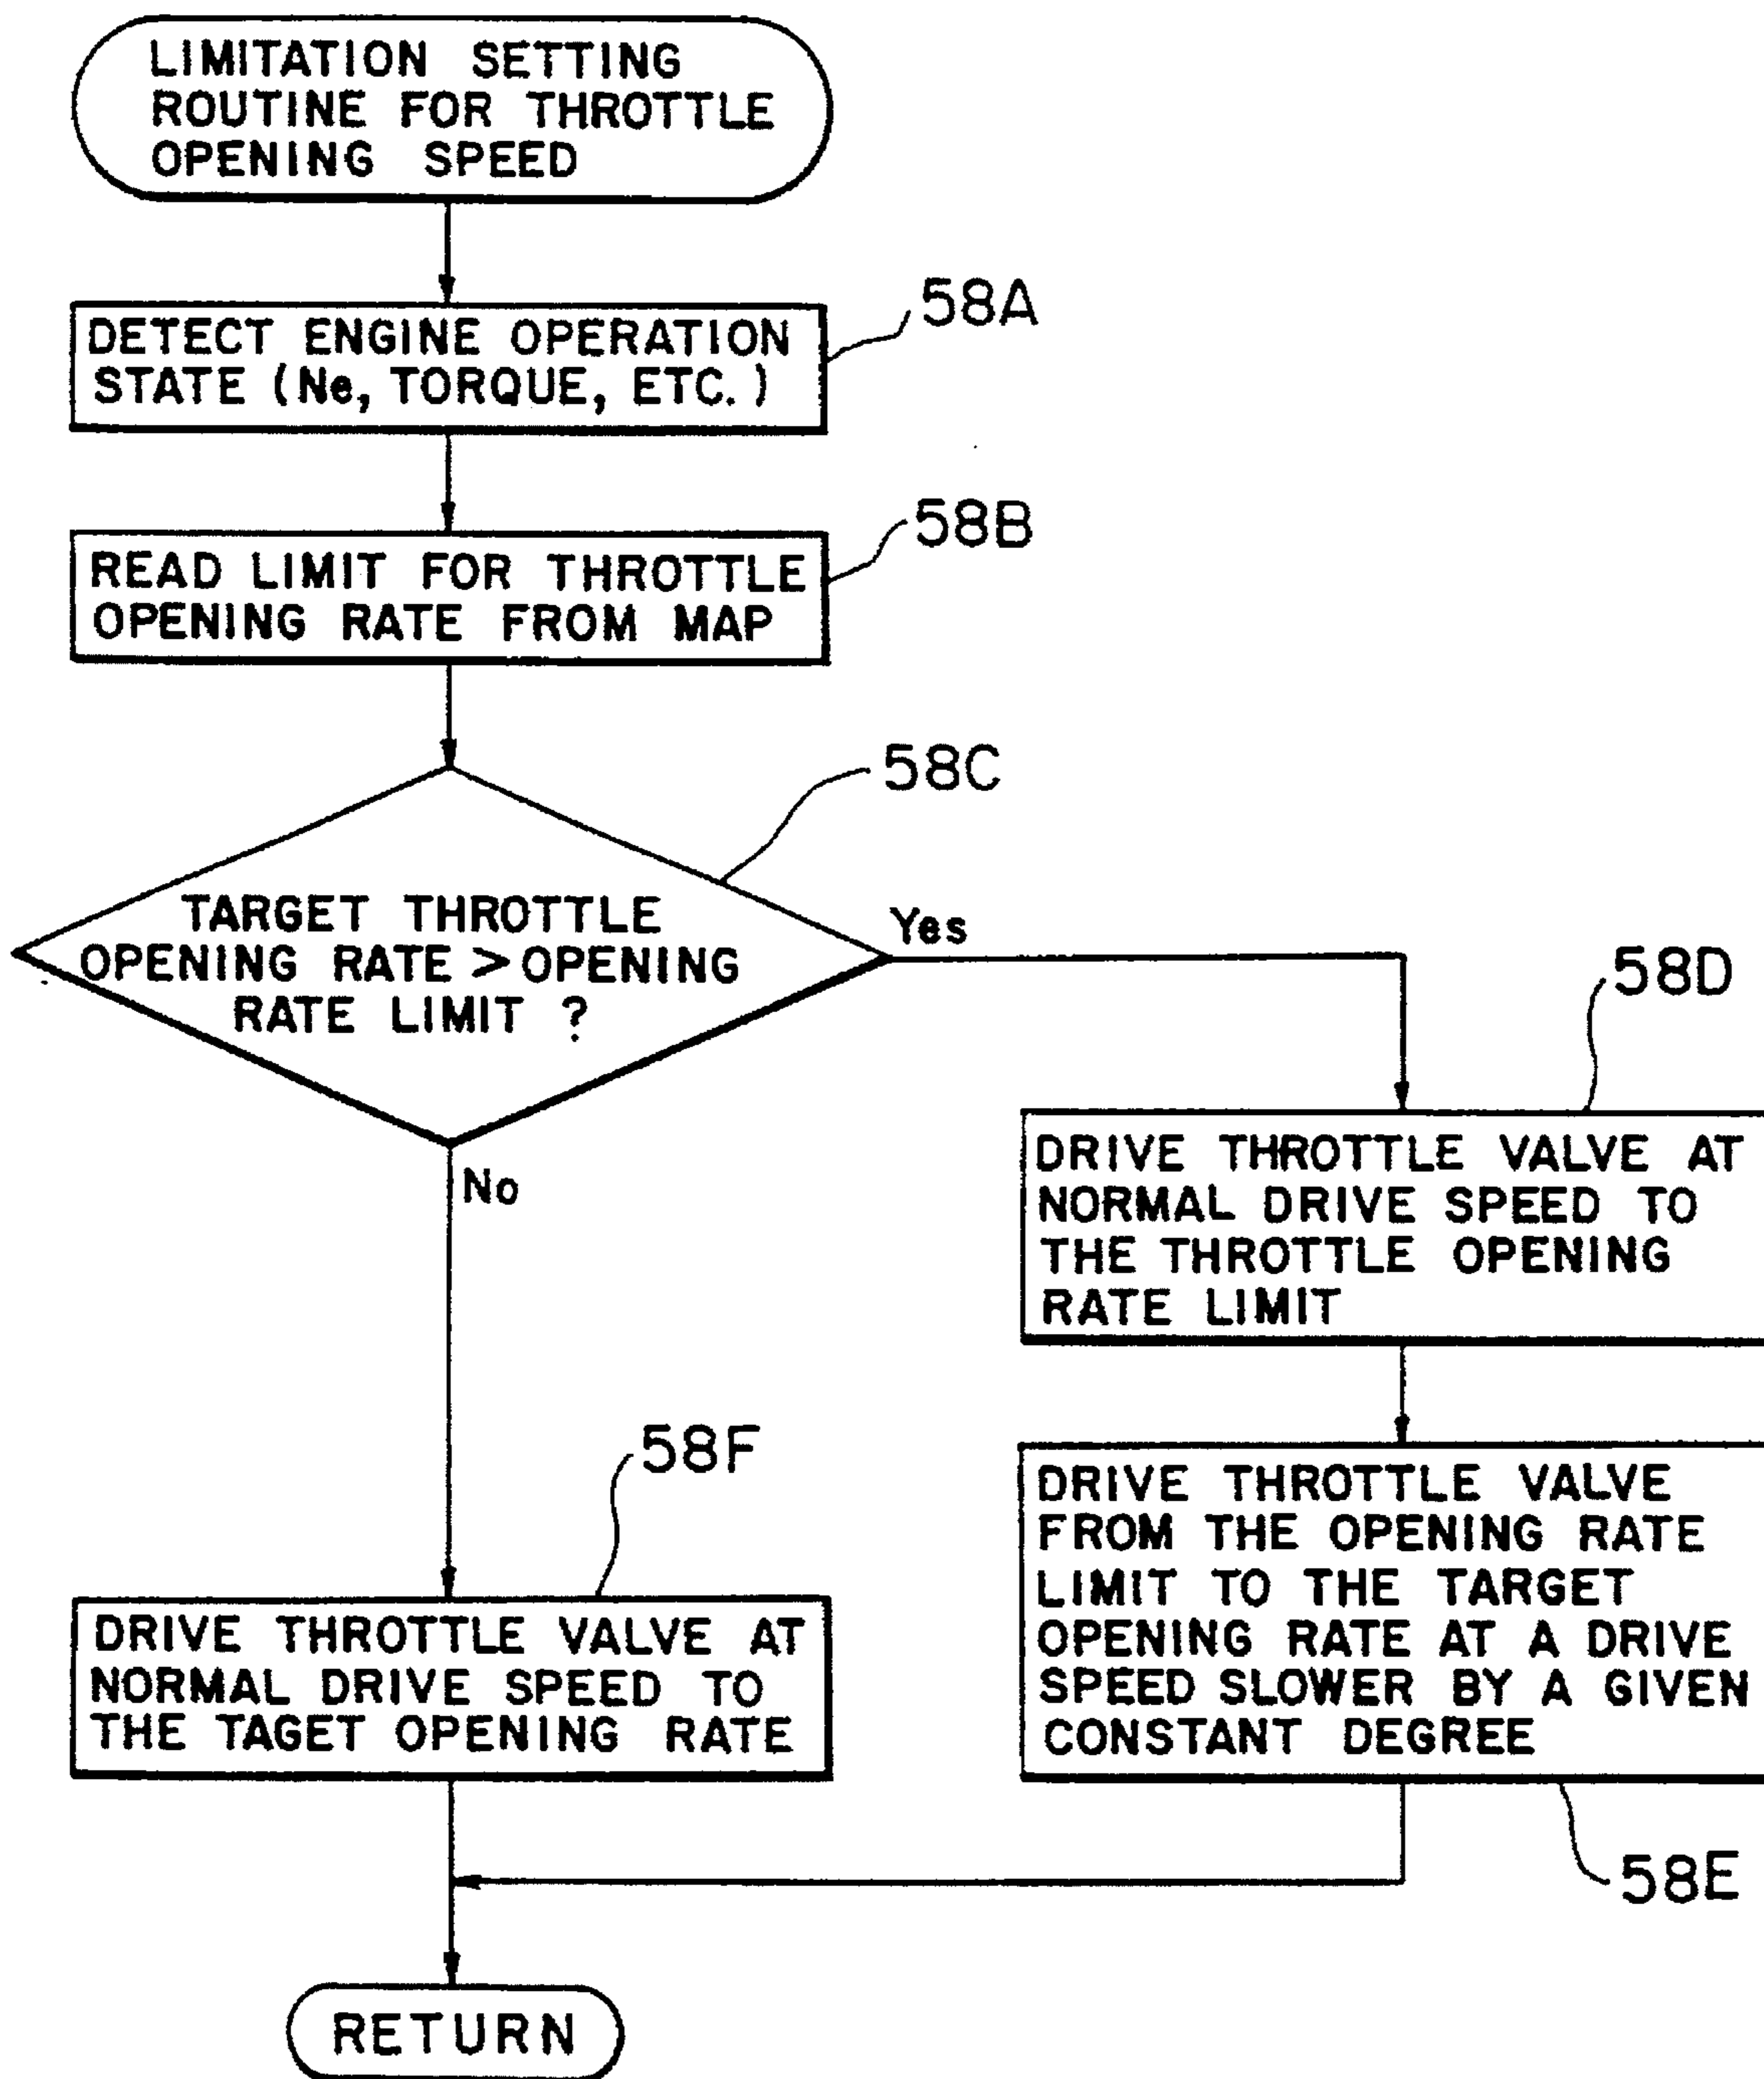 LIMITATION SETTING
ROUTINE FOR THROTTLE
OPENING SPEED
58A
DETECT ENGINE OPERATION
STATE (Ne, TORQUE, ETC.)
58B
READ LIMIT FOR THROTTLE
OPENING RATE FROM MAP
58C
TARGET THROTTLE
OPENING RATE > OPENING
RATE LIMIT ?
Yes
No
58D
DRIVE THROTTLE VALVE AT
NORMAL DRIVE SPEED TO
THE THROTTLE OPENING
RATE LIMIT
DRIVE THROTTLE VALVE
FROM THE OPENING RATE
LIMIT TO THE TARGET
OPENING RATE AT A DRIVE
SPEED SLOWER BY A GIVEN
CONSTANT DEGREE
58E
58F
DRIVE THROTTLE VALVE AT
NORMAL DRIVE SPEED TO
THE TAGET OPENING RATE
RETURN